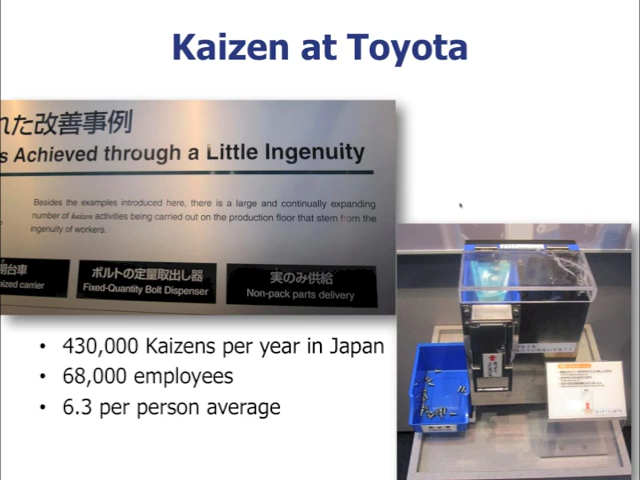 Kaizen at Toyota
れた改善事例
s Achieved through a Little Ingenuity
Besides the examples introduced here, there is a large and continually expanding
number of kaizen activities being carried out on the production floor that stem from the
ingenuity of workers.
台車
ized carrier
ボルトの定量取出し器
Fixed-Quantity Bolt Dispenser
実のみ供給
Non-pack parts delivery
• 430,000 Kaizens per year in Japan
• 68,000 employees
• 6.3 per person average